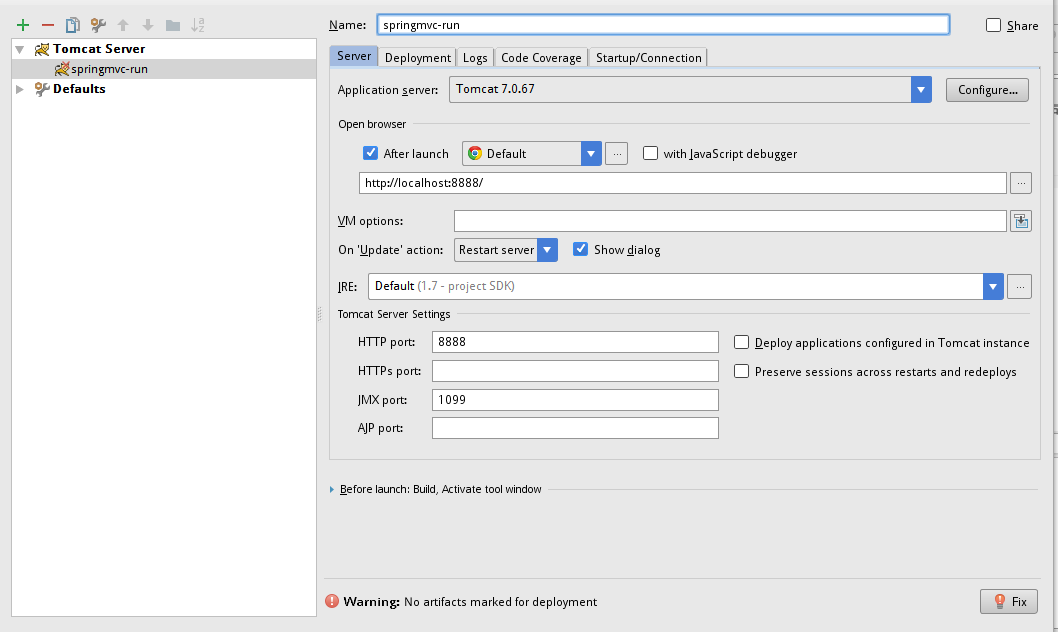 Name: springmvc-run Share
Tomcat Server
springmvc-run
Defaults
Server Deployment Logs Code Coverage Startup/Connection
Application server: Tomcat 7.0.67 Configure...
Open browser
After launch Default ... with JavaScript debugger
http://localhost:8888/ ...
VM options:
On 'Update' action: Restart server Show dialog
JRE: Default (1.7 - project SDK) ...
Tomcat Server Settings
HTTP port: 8888 Deploy applications configured in Tomcat instance
HTTPs port: Preserve sessions across restarts and redeploys
JMX port: 1099
AJP port:
Before launch: Build, Activate tool window
Warning: No artifacts marked for deployment Fix